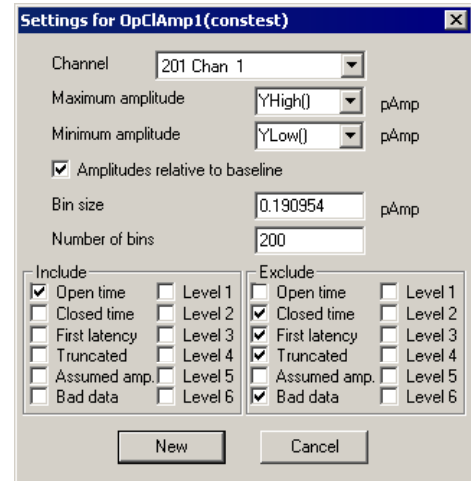 Settings for OpClAmp1(constest)
Channel 201 Chan 1
Maximum amplitude YHigh() pAmp
Minimum amplitude YLow() pAmp
Amplitudes relative to baseline
Bin size 0.190954 pAmp
Number of bins 200
Include Exclude
Open time Level 1 Open time Level 1
Closed time Level 2 Closed time Level 2
First latency Level 3 First latency Level 3
Truncated Level 4 Truncated Level 4
Assumed amp. Level 5 Assumed amp. Level 5
Bad data Level 6 Bad data Level 6
New Cancel